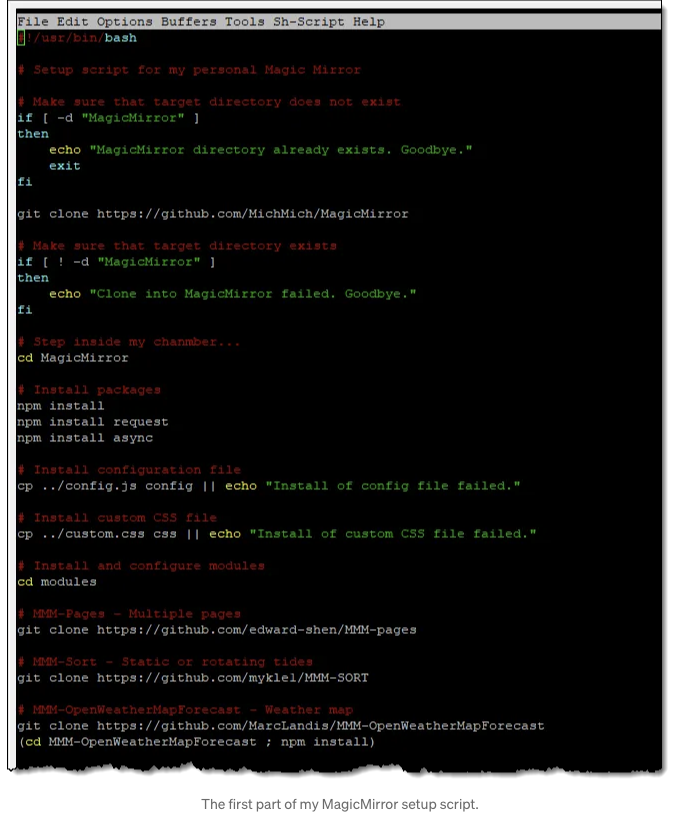 File Edit Options Buffers Tools Sh-Script Help
#!/usr/bin/bash
# Setup script for my personal Magic Mirror
# Make sure that target directory does not exist
if [ -d "MagicMirror" ]
then
    echo "MagicMirror directory already exists. Goodbye."
    exit
fi
git clone https://github.com/MichMich/MagicMirror
# Make sure that target directory exists
if [ ! -d "MagicMirror" ]
then
    echo "Clone into MagicMirror failed. Goodbye."
fi
# Step inside my chanmber...
cd MagicMirror
# Install packages
npm install
npm install request
npm install async
# Install configuration file
cp ../config.js config || echo "Install of config file failed."
# Install custom CSS file
cp ../custom.css css || echo "Install of custom CSS file failed."
# Install and configure modules
cd modules
# MMM-Pages - Multiple pages
git clone https://github.com/edward-shen/MMM-pages
# MMM-Sort - Static or rotating tides
git clone https://github.com/mykle1/MMM-SORT
# MMM-OpenWeatherMapForecast - Weather map
git clone https://github.com/MarcLandis/MMM-OpenWeatherMapForecast
(cd MMM-OpenWeatherMapForecast ; npm install)
The first part of my MagicMirror setup script.